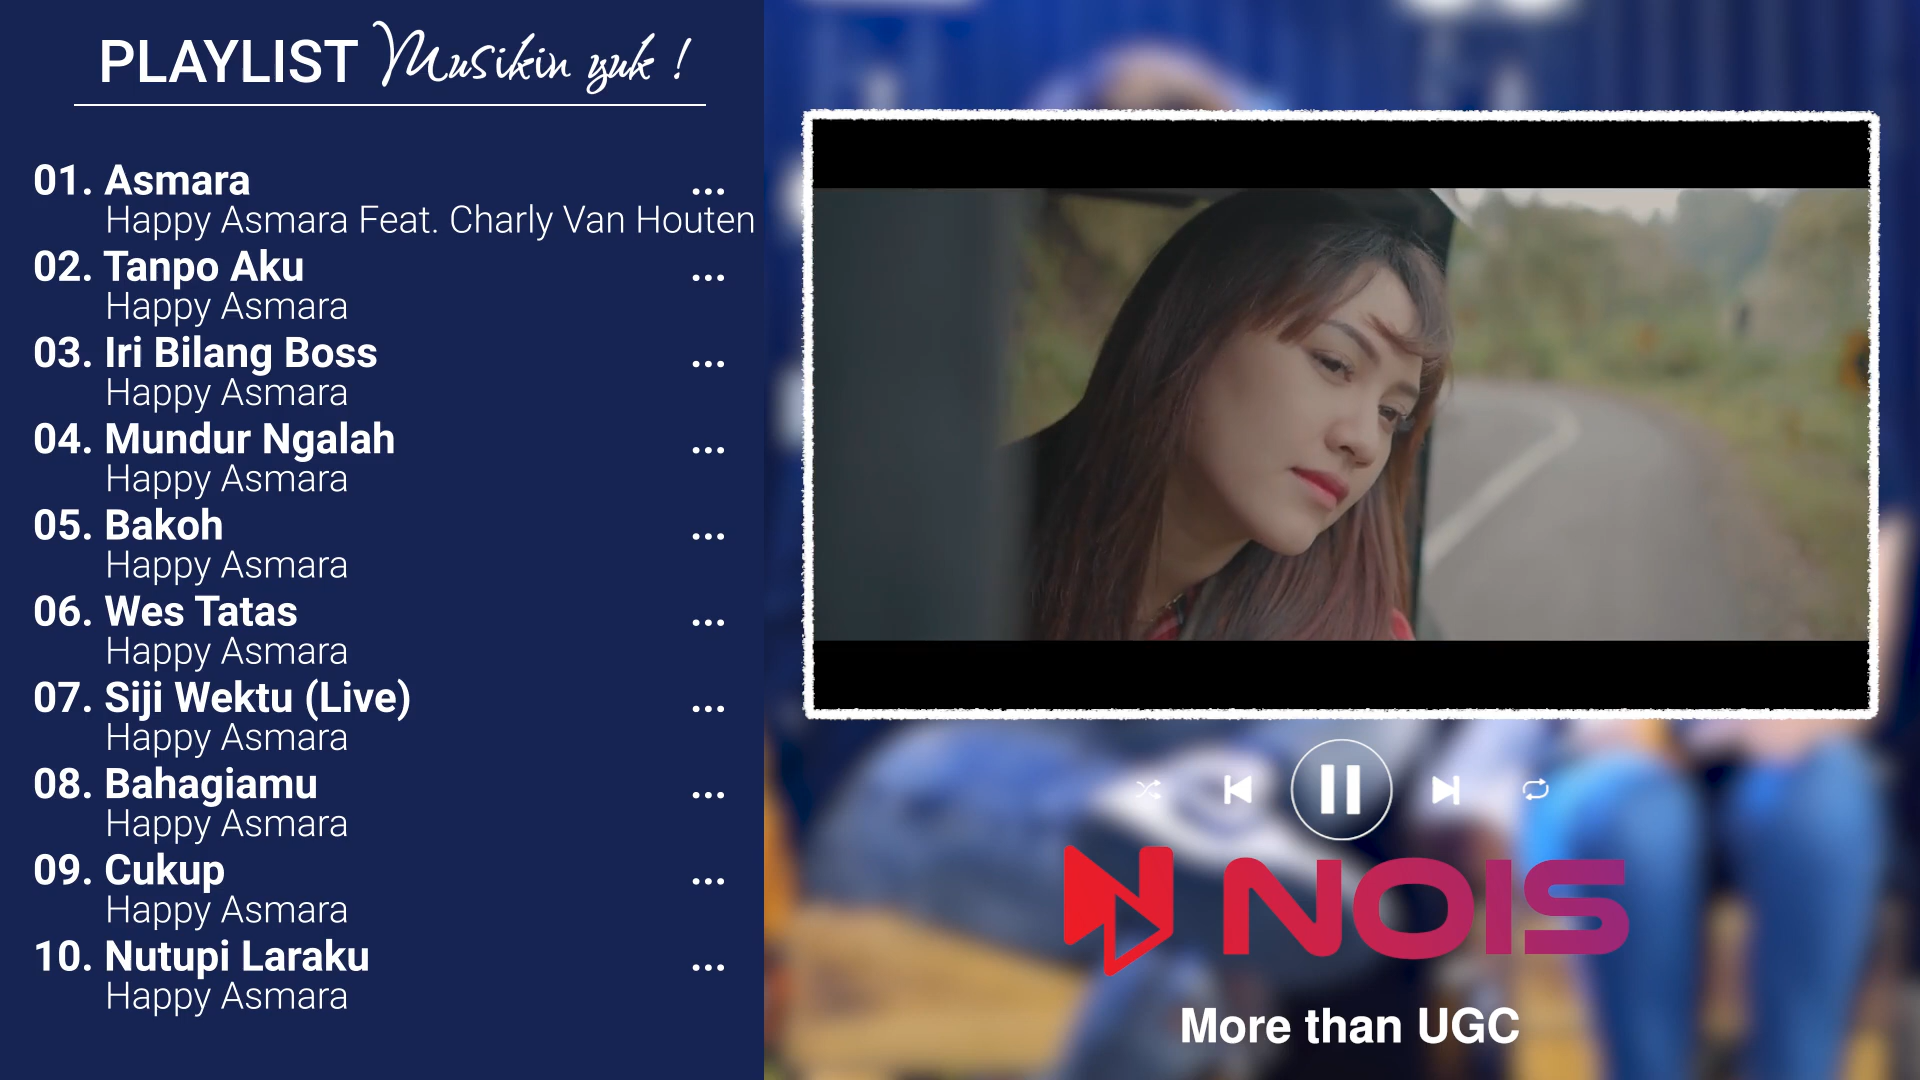 PLAYLIST Musikin yuk !
01. Asmara ...
Happy Asmara Feat. Charly Van Houten
02. Tanpo Aku ...
Happy Asmara
03. Iri Bilang Boss ...
Happy Asmara
04. Mundur Ngalah ...
Happy Asmara
05. Bakoh ...
Happy Asmara
06. Wes Tatas ...
Happy Asmara
07. Siji Wektu (Live) ...
Happy Asmara
08. Bahagiamu ...
Happy Asmara
09. Cukup ...
Happy Asmara
10. Nutupi Laraku ...
Happy Asmara
NOIS
More than UGC